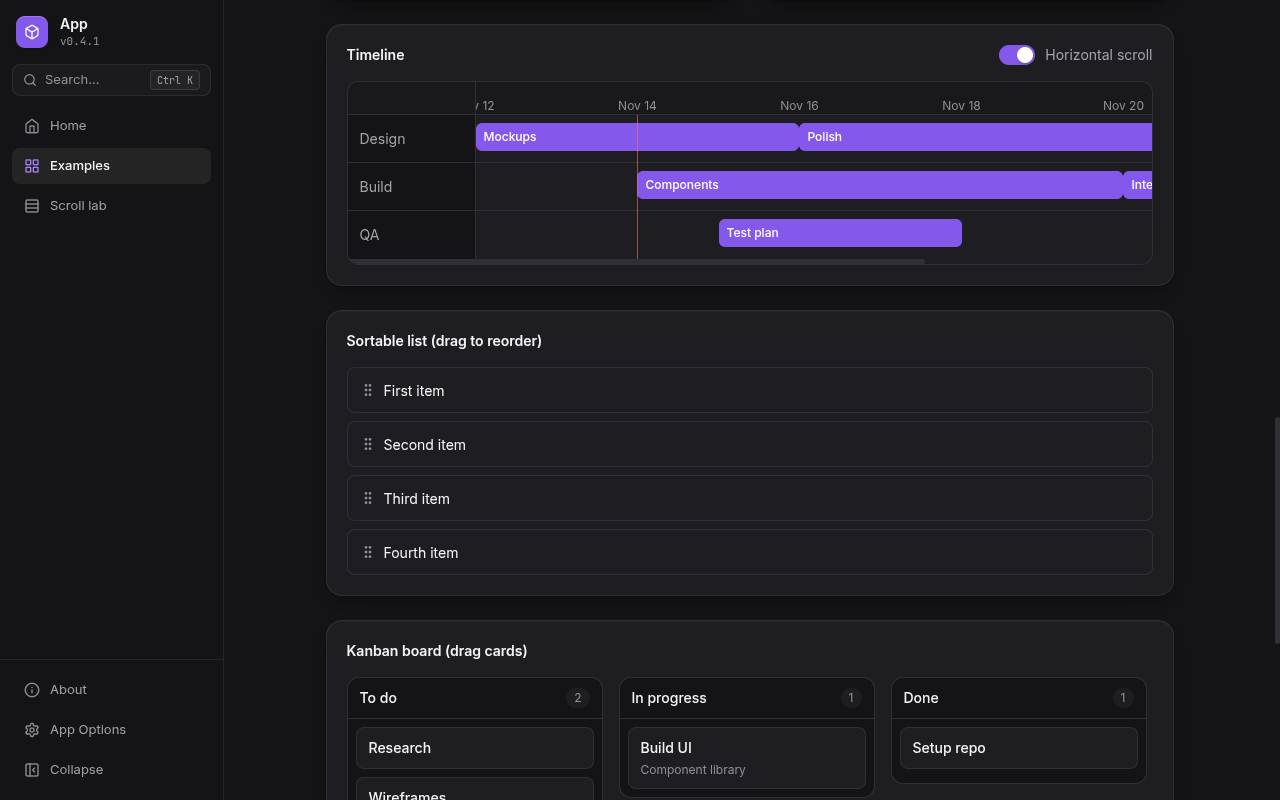 App
v0.4.1
Search...
Ctrl K
Home
Examples
Scroll lab
About
App Options
Collapse
Timeline
Horizontal scroll
12
Nov 14
Nov 16
Nov 18
Nov 20
Design
Mockups
Polish
Build
Components
Inte
QA
Test plan
Sortable list (drag to reorder)
First item
Second item
Third item
Fourth item
Kanban board (drag cards)
To do
2
Research
Wireframes
In progress
1
Build UI
Component library
Done
1
Setup repo